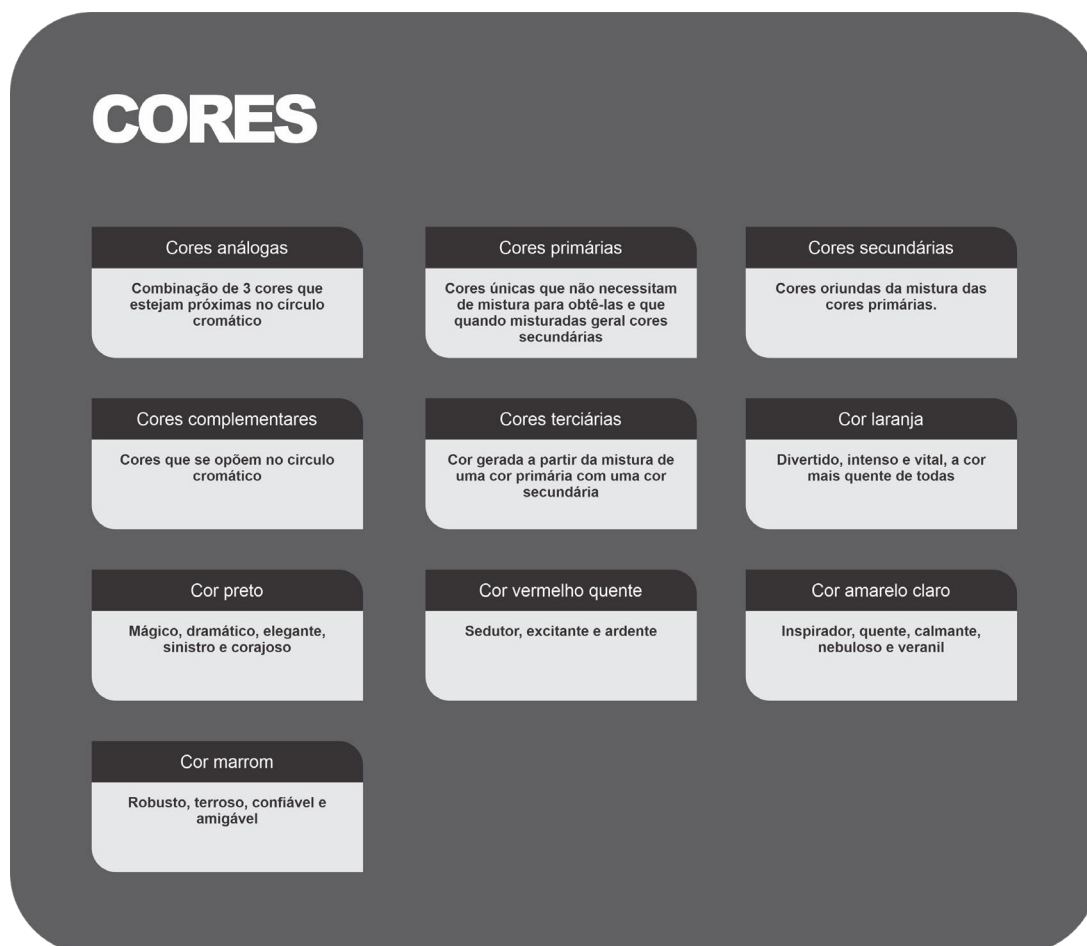 CORES
Cores análogas
Combinação de 3 cores que
estejam próximas no círculo
cromático
Cores primárias
Cores únicas que não necessitam
de mistura para obtê-las e que
quando misturadas geral cores
secundárias
Cores secundárias
Cores oriundas da mistura das
cores primárias.
Cores complementares
Cores que se opõem no circulo
cromático
Cores terciárias
Cor gerada a partir da mistura de
uma cor primária com uma cor
secundária
Cor laranja
Divertido, intenso e vital, a cor
mais quente de todas
Cor preto
Mágico, dramático, elegante,
sinistro e corajoso
Cor vermelho quente
Sedutor, excitante e ardente
Cor amarelo claro
Inspirador, quente, calmante,
nebuloso e veranil
Cor marrom
Robusto, terroso, confiável e
amigável